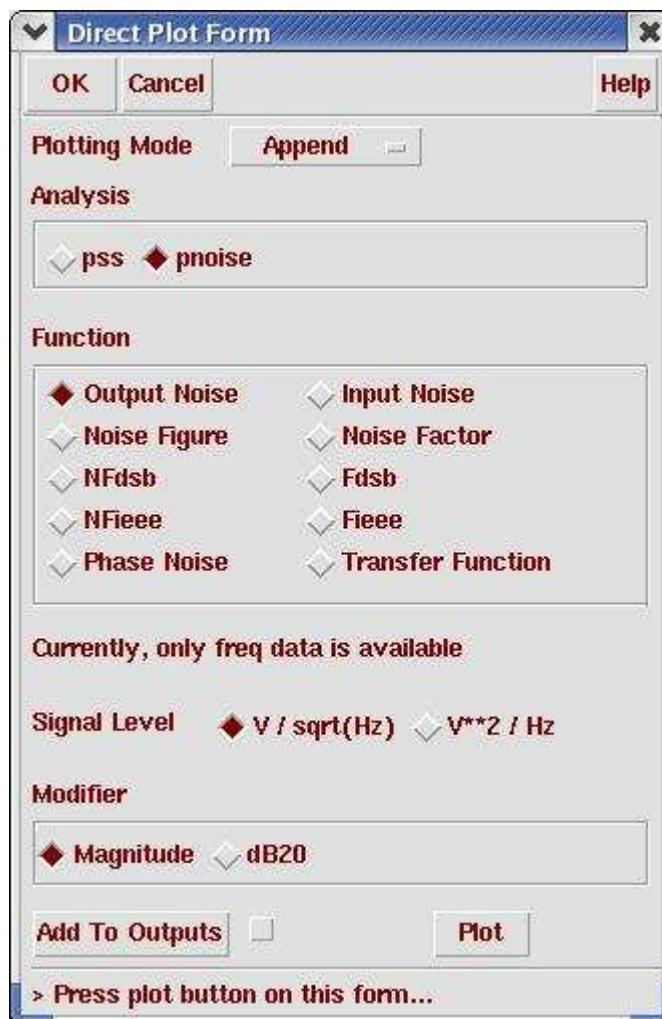 Direct Plot Form
OK Cancel Help
Plotting Mode Append
Analysis
pss pnoise
Function
Output Noise Input Noise
Noise Figure Noise Factor
NFdsb Fdsb
NFieee Fieee
Phase Noise Transfer Function
Currently, only freq data is available
Signal Level V / sqrt(Hz) V**2 / Hz
Modifier
Magnitude dB20
Add To Outputs Plot
> Press plot button on this form...